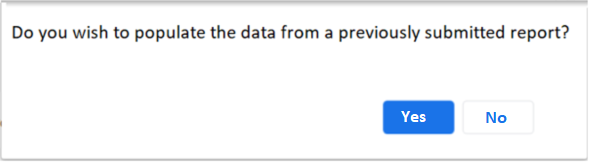 Do you wish to populate the data from a previously submitted report?
Yes No